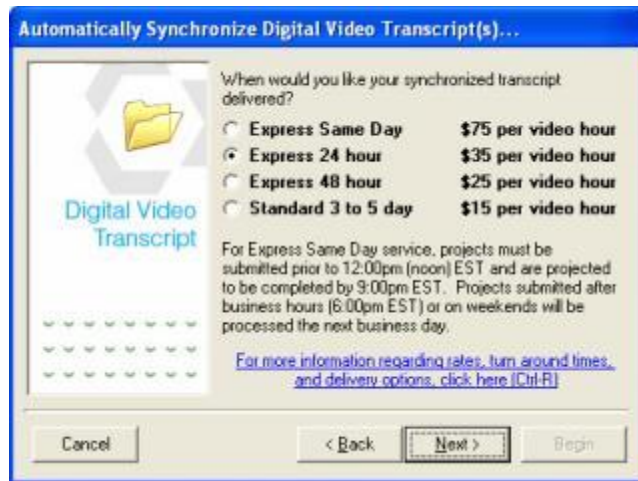 Automatically Synchronize Digital Video Transcript(s)...
When would you like your synchronized transcript
delivered?
Express Same Day $75 per video hour
Express 24 hour $35 per video hour
Express 48 hour $25 per video hour
Standard 3 to 5 day $15 per video hour
Digital Video
Transcript
For Express Same Day service, projects must be
submitted prior to 12:00pm (noon) EST and are projected
to be completed by 9:00pm EST. Projects submitted after
business hours (6:00pm EST) or on weekends will be
processed the next business day.
For more information regarding rates, turn around times,
and delivery options, click here (Ctrl-R)
Cancel
< Back
Next >
Begin